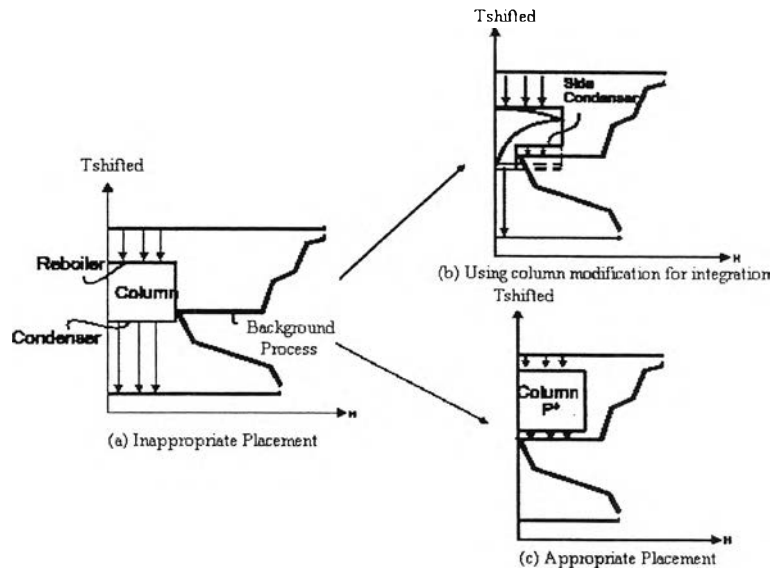 Tshifted
Reboiler
Column
Condenser
Background
Process
H
(a) Inappropriate Placement
Tshifted
Side
Condenser
H
(b) Using column modification for integration
Tshifted
Column
P↑
H
(c) Appropriate Placement